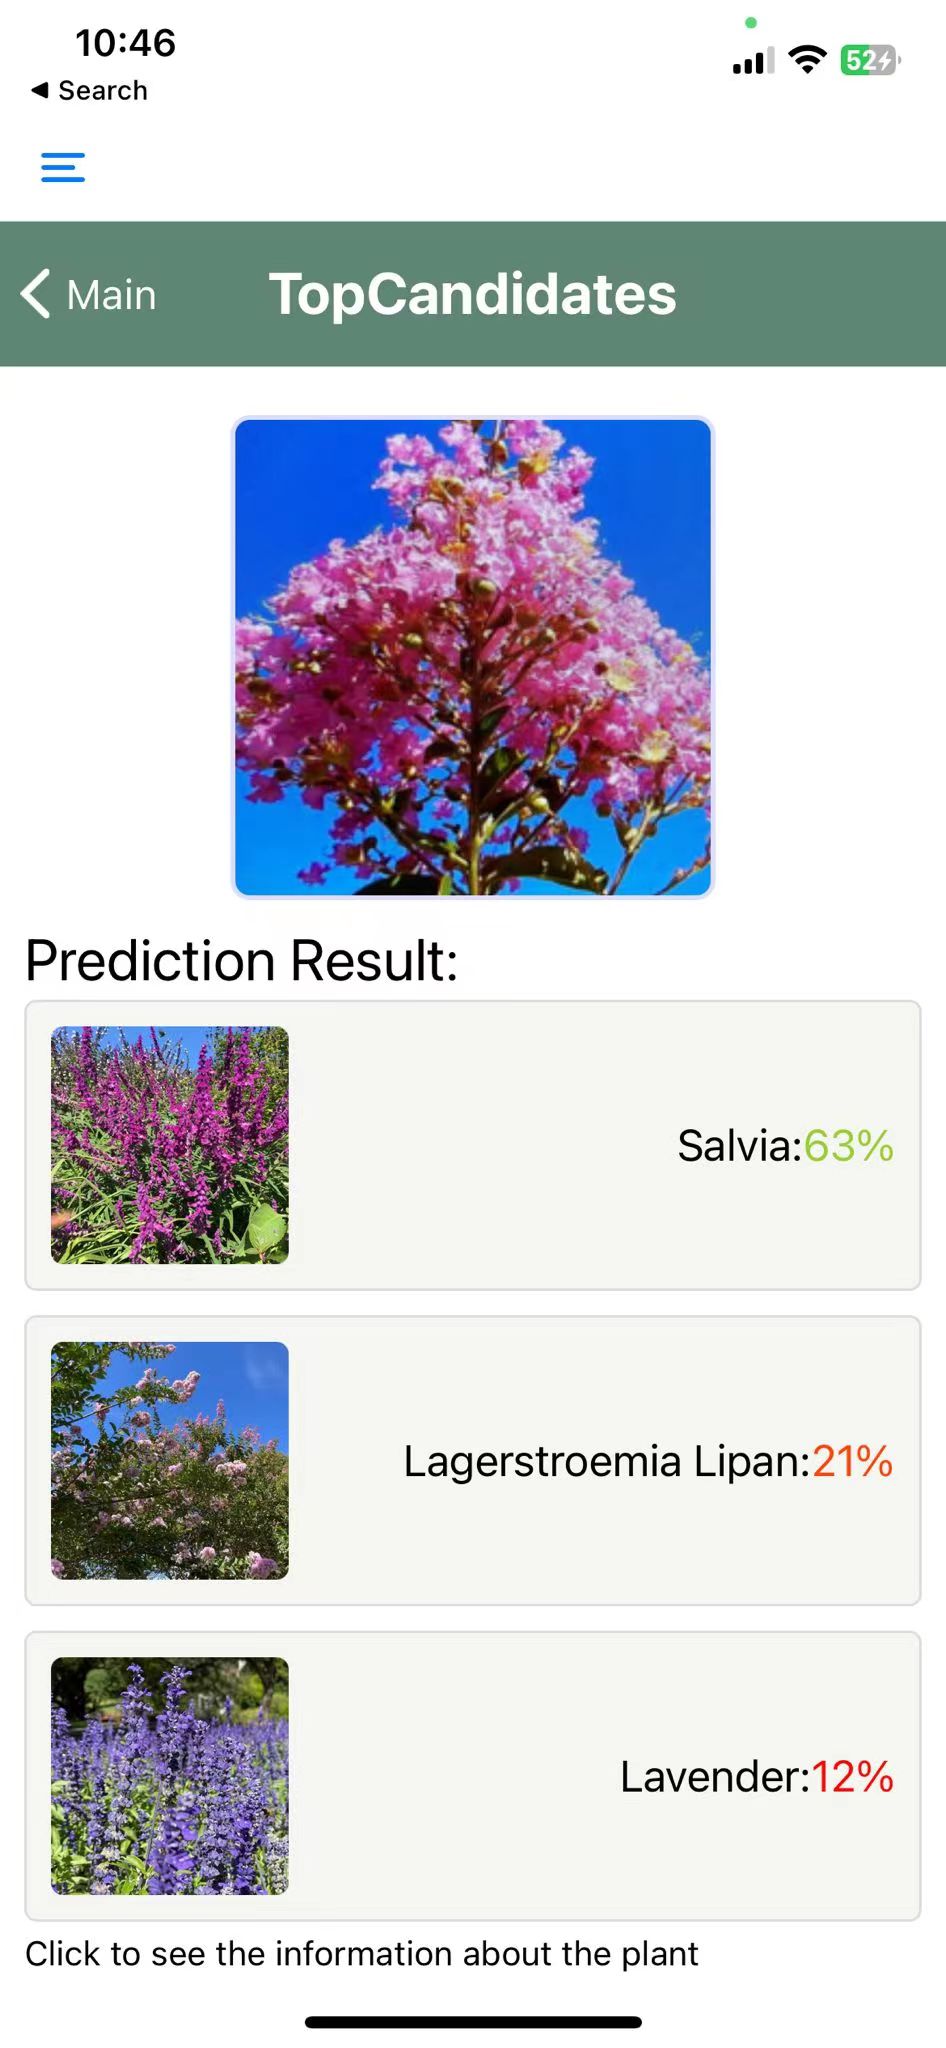 10:46
Search
52
Main
TopCandidates
Prediction Result:
Salvia:63%
Lagerstroemia Lipan:21%
Lavender:12%
Click to see the information about the plant